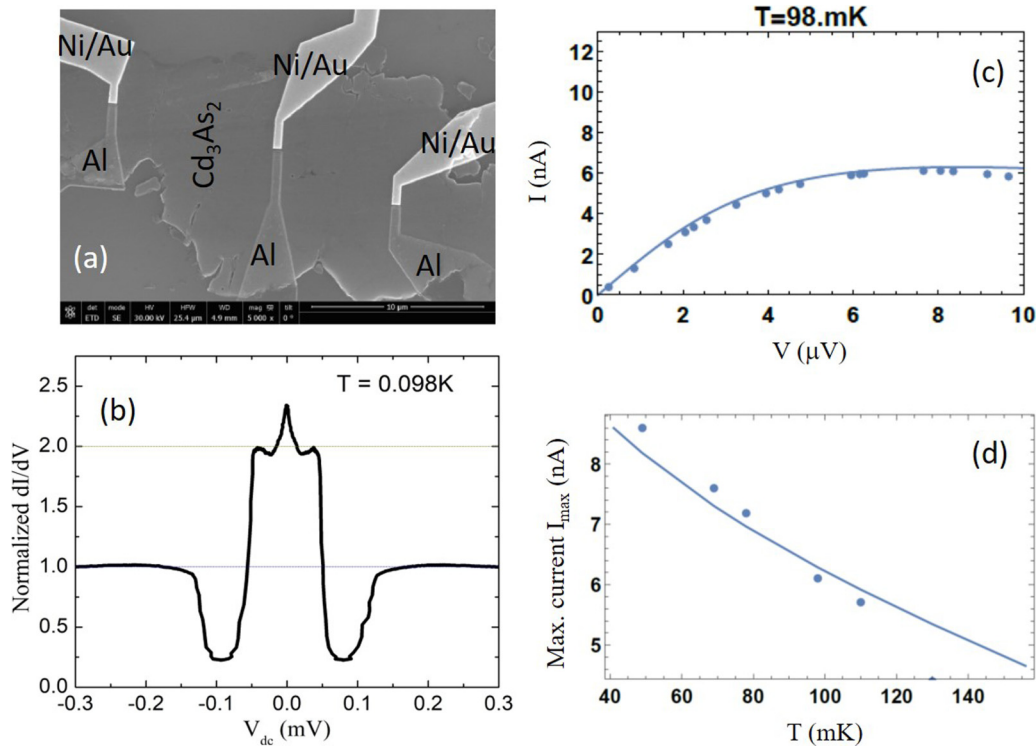 Ni/Au
Ni/Au
Ni/Au
Cd3As2
Al
Al
Al
(a)
det mode HV HFW WD mag tilt
ETD SE 30.00 kV 25.4 µm 4.9 mm 5 000 x 0 °
10 µm
T=98.mK
(c)
12
10
8
6
4
2
0
I (nA)
0 2 4 6 8 10
V (µV)
(b)
T = 0.098K
2.5
2.0
1.5
1.0
0.5
0.0
Normalized dI/dV
-0.3 -0.2 -0.1 0.0 0.1 0.2 0.3
Vdc (mV)
(d)
8
7
6
5
Max. current Imax (nA)
40 60 80 100 120 140
T (mK)